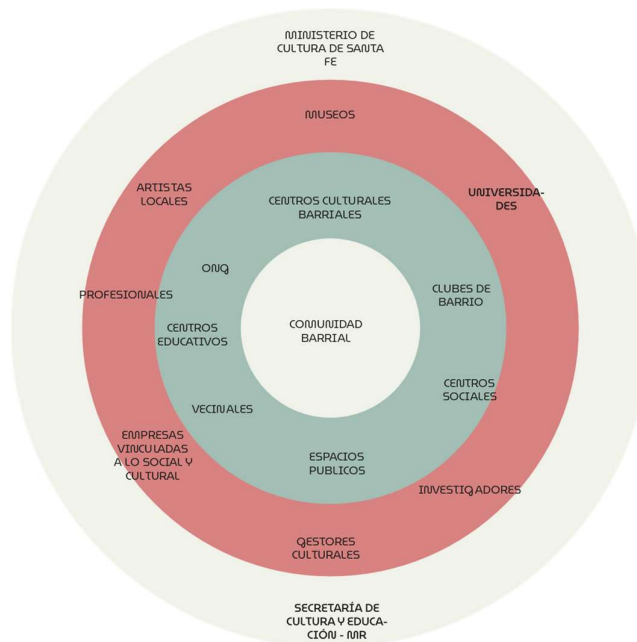 MINISTERIO DE
CULTURA DE SANTA
FE
MUSEOS
ARTISTAS
LOCALES
UNIVERSIDA-
DES
CENTROS CULTURALES
BARRIALES
ONG
PROFESIONALES
CLUBES DE
BARRIO
CENTROS
EDUCATIVOS
COMUNIDAD
BARRIAL
CENTROS
SOCIALES
VECINALES
EMPRESAS
VINCULADAS
A LO SOCIAL Y
CULTURAL
ESPACIOS
PUBLICOS
INVESTIGADORES
GESTORES
CULTURALES
SECRETARÍA DE
CULTURA Y EDUCA-
CIÓN - MR